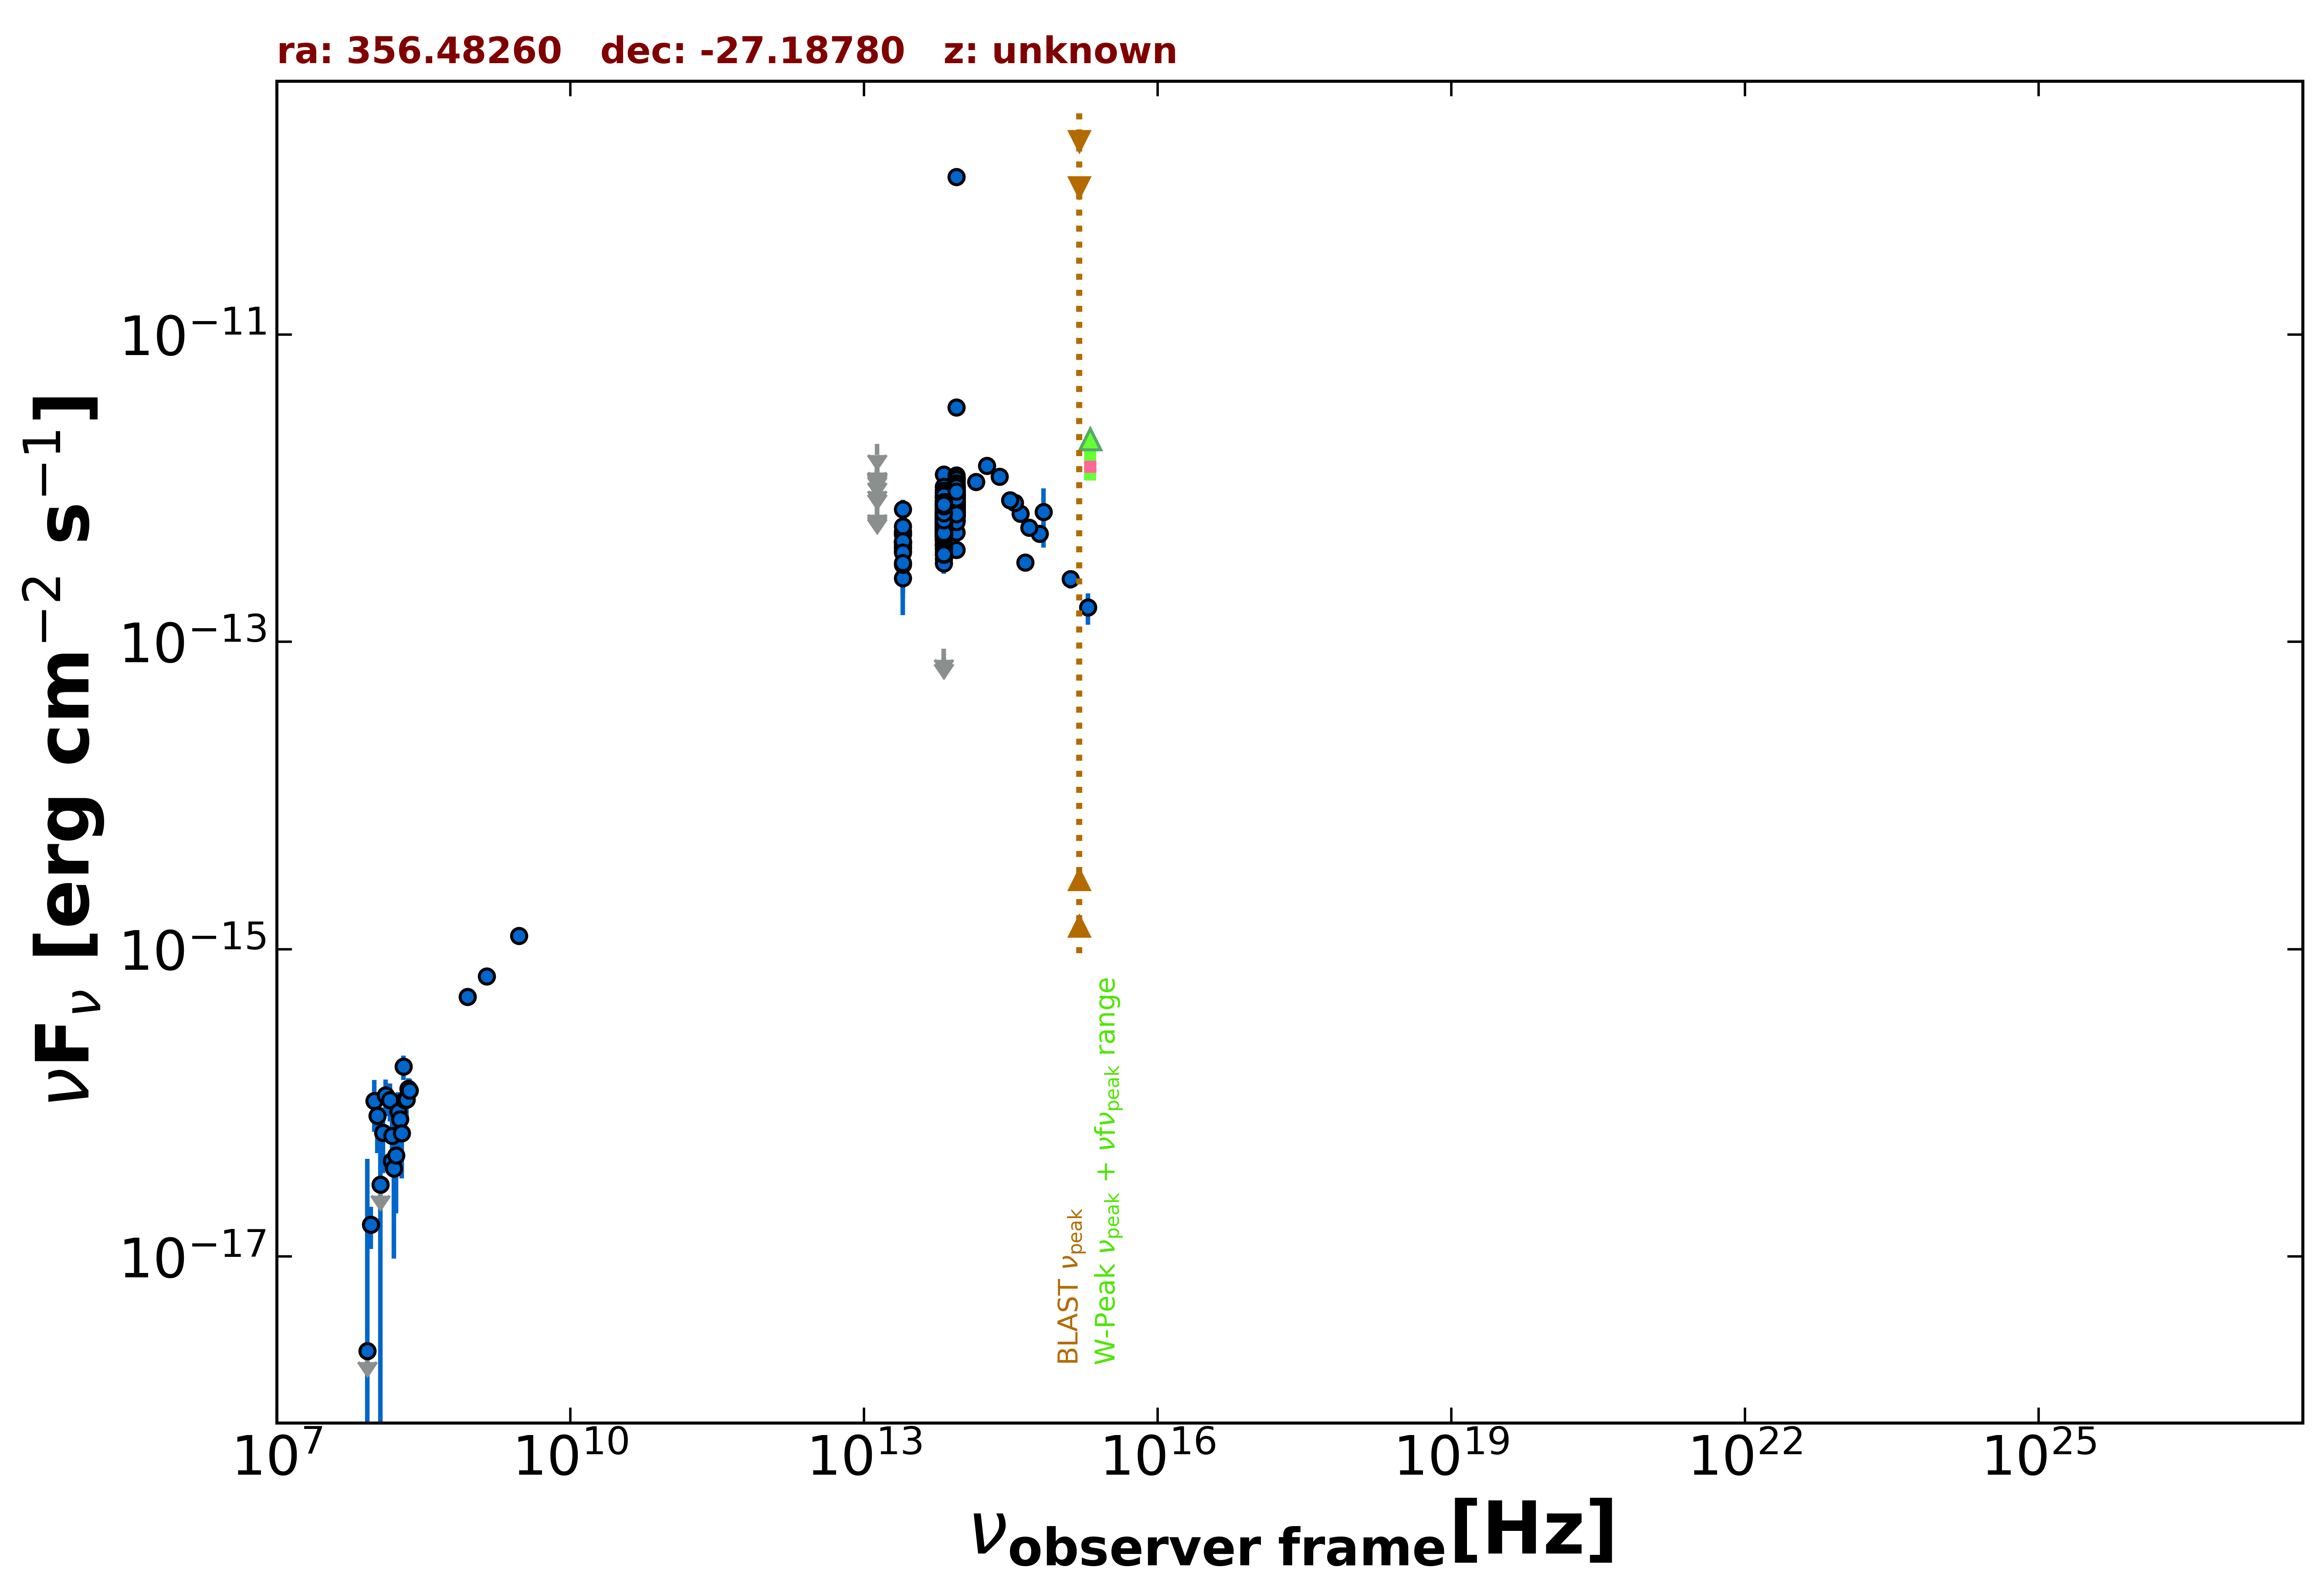 ra: 356.48260   dec: -27.18780   z: unknown
10⁻¹¹
10⁻¹³
10⁻¹⁵
10⁻¹⁷
νFν [erg cm⁻² s⁻¹]
BLAST νpeak
W-Peak νpeak + νfνpeak range
10⁷ 10¹⁰ 10¹³ 10¹⁶ 10¹⁹ 10²² 10²⁵
νobserver frame[Hz]